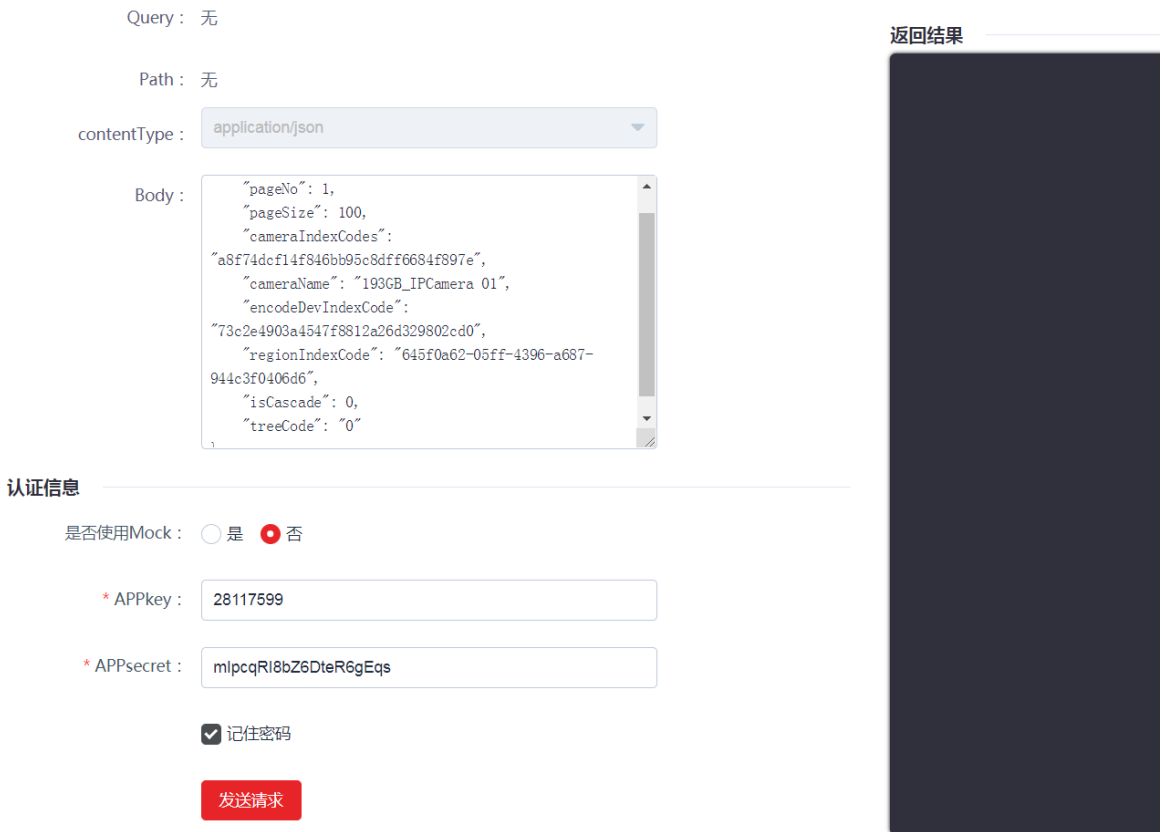 Query： 无
返回结果
Path： 无
contentType： application/json
Body：
"pageNo": 1,
"pageSize": 100,
"cameraIndexCodes":
"a8f74dcf14f846bb95c8dff6684f897e",
"cameraName": "193GB_IPCamera 01",
"encodeDevIndexCode":
"73c2e4903a4547f8812a26d329802cd0",
"regionIndexCode": "645f0a62-05ff-4396-a687-
944c3f0406d6",
"isCascade": 0,
"treeCode": "0"
}
认证信息
是否使用Mock： 是 否
* APPkey： 28117599
* APPsecret： mlpcqRI8bZ6DteR6gEqs
记住密码
发送请求